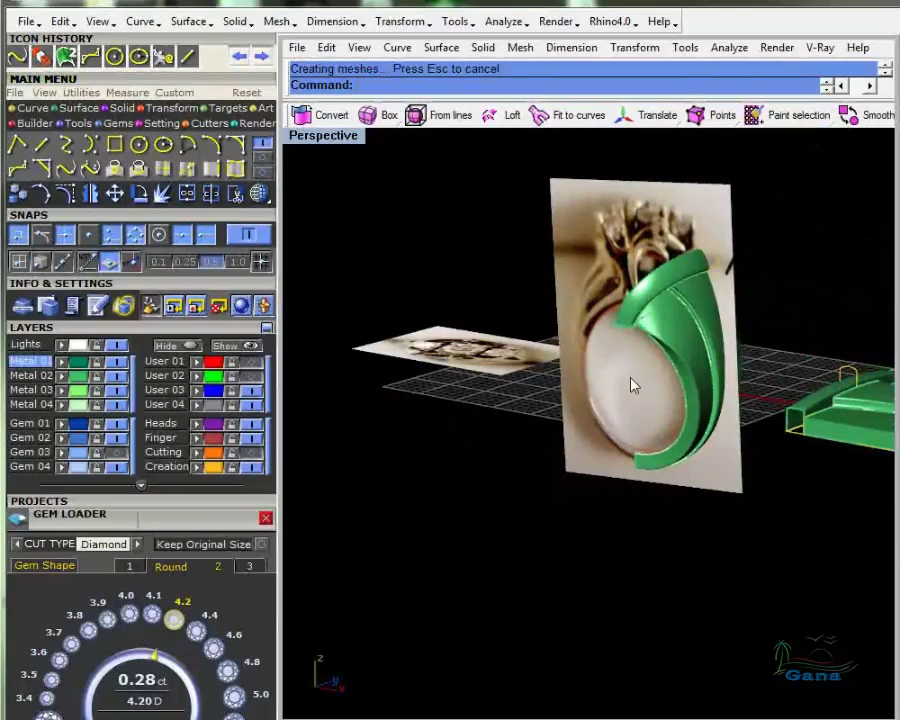 File Edit View Curve Surface Solid Mesh Dimension Transform Tools Analyze Render Rhino4.0 Help
ICON HISTORY
MAIN MENU
File View Utilities Measure Custom Reset
Curve Surface Solid Transform Targets Art
Builder Tools Gems Setting Cutters Render
SNAPS
0.1 0.25 0.5 1.0
INFO & SETTINGS
LAYERS
Lights Hide Show
Metal 01 User 01
Metal 02 User 02
Metal 03 User 03
Metal 04 User 04
Gem 01 Heads
Gem 02 Finger
Gem 03 Cutting
Gem 04 Creation
PROJECTS
GEM LOADER
CUT TYPE Diamond Keep Original Size
Gem Shape 1 Round 2 3
3.4
3.5
3.6
3.7
3.8
3.9
4.0
4.1
4.2
4.4
4.6
4.8
5.0
0.28 ct
4.20 D
File Edit View Curve Surface Solid Mesh Dimension Transform Tools Analyze Render V-Ray Help
Creating meshes... Press Esc to cancel
Command:
Convert Box From lines Loft Fit to curves Translate Points Paint selection Smooth
Perspective
z
y
x
Gana